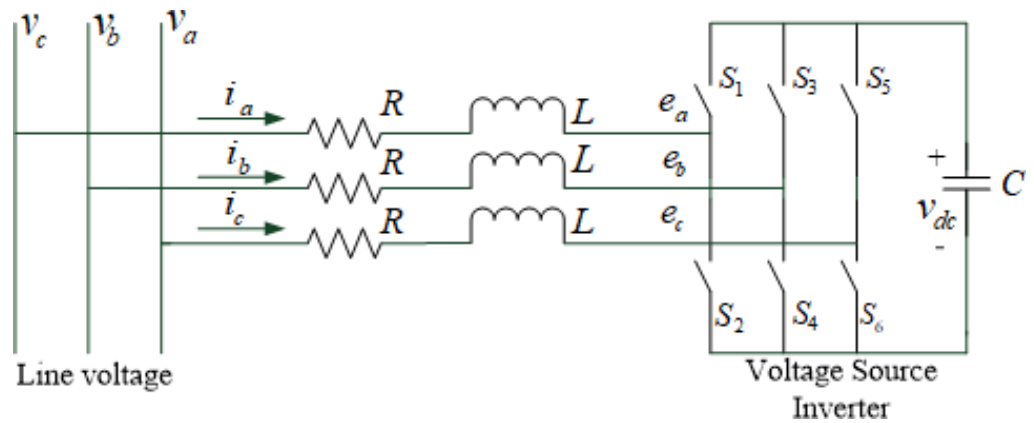 v_c v_b v_a
i_a R L e_a S_1 S_3 S_5
i_b R L e_b + C
i_c R L e_c v_dc -
S_2 S_4 S_6
Line voltage
Voltage Source
Inverter